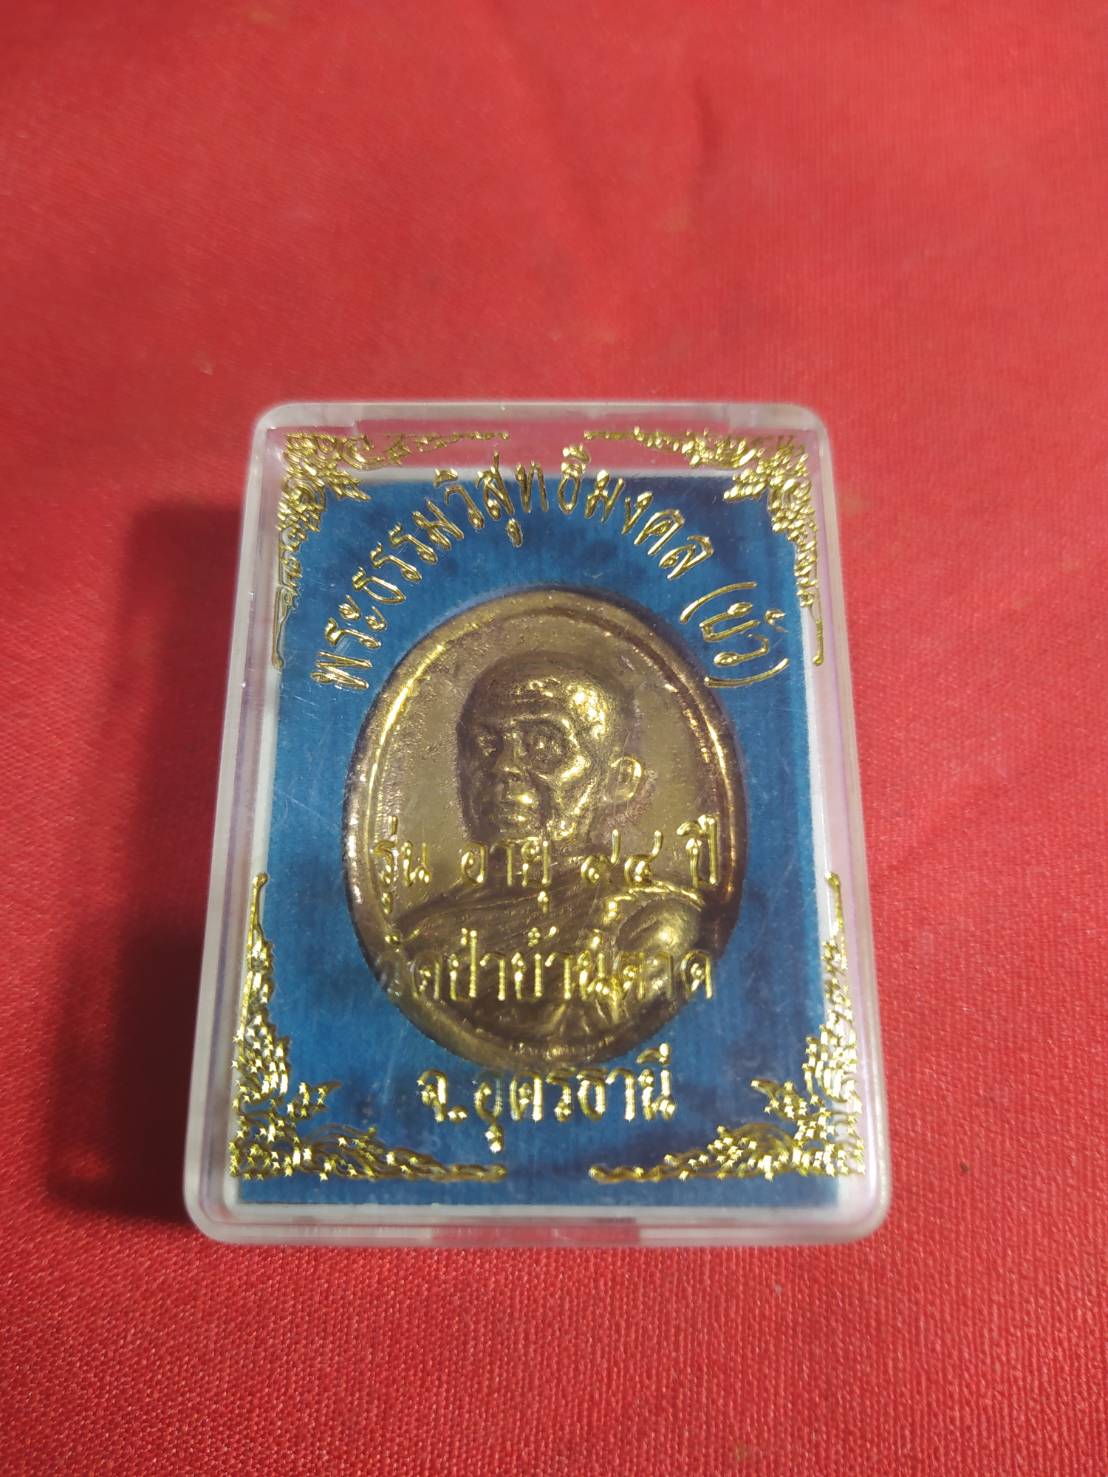 พระธรรมวิสุทธิมงคล (บัว)
รุ่น อายุ ๙๔ ปี
วัดป่าบ้านตาด
จ.อุดรธานี